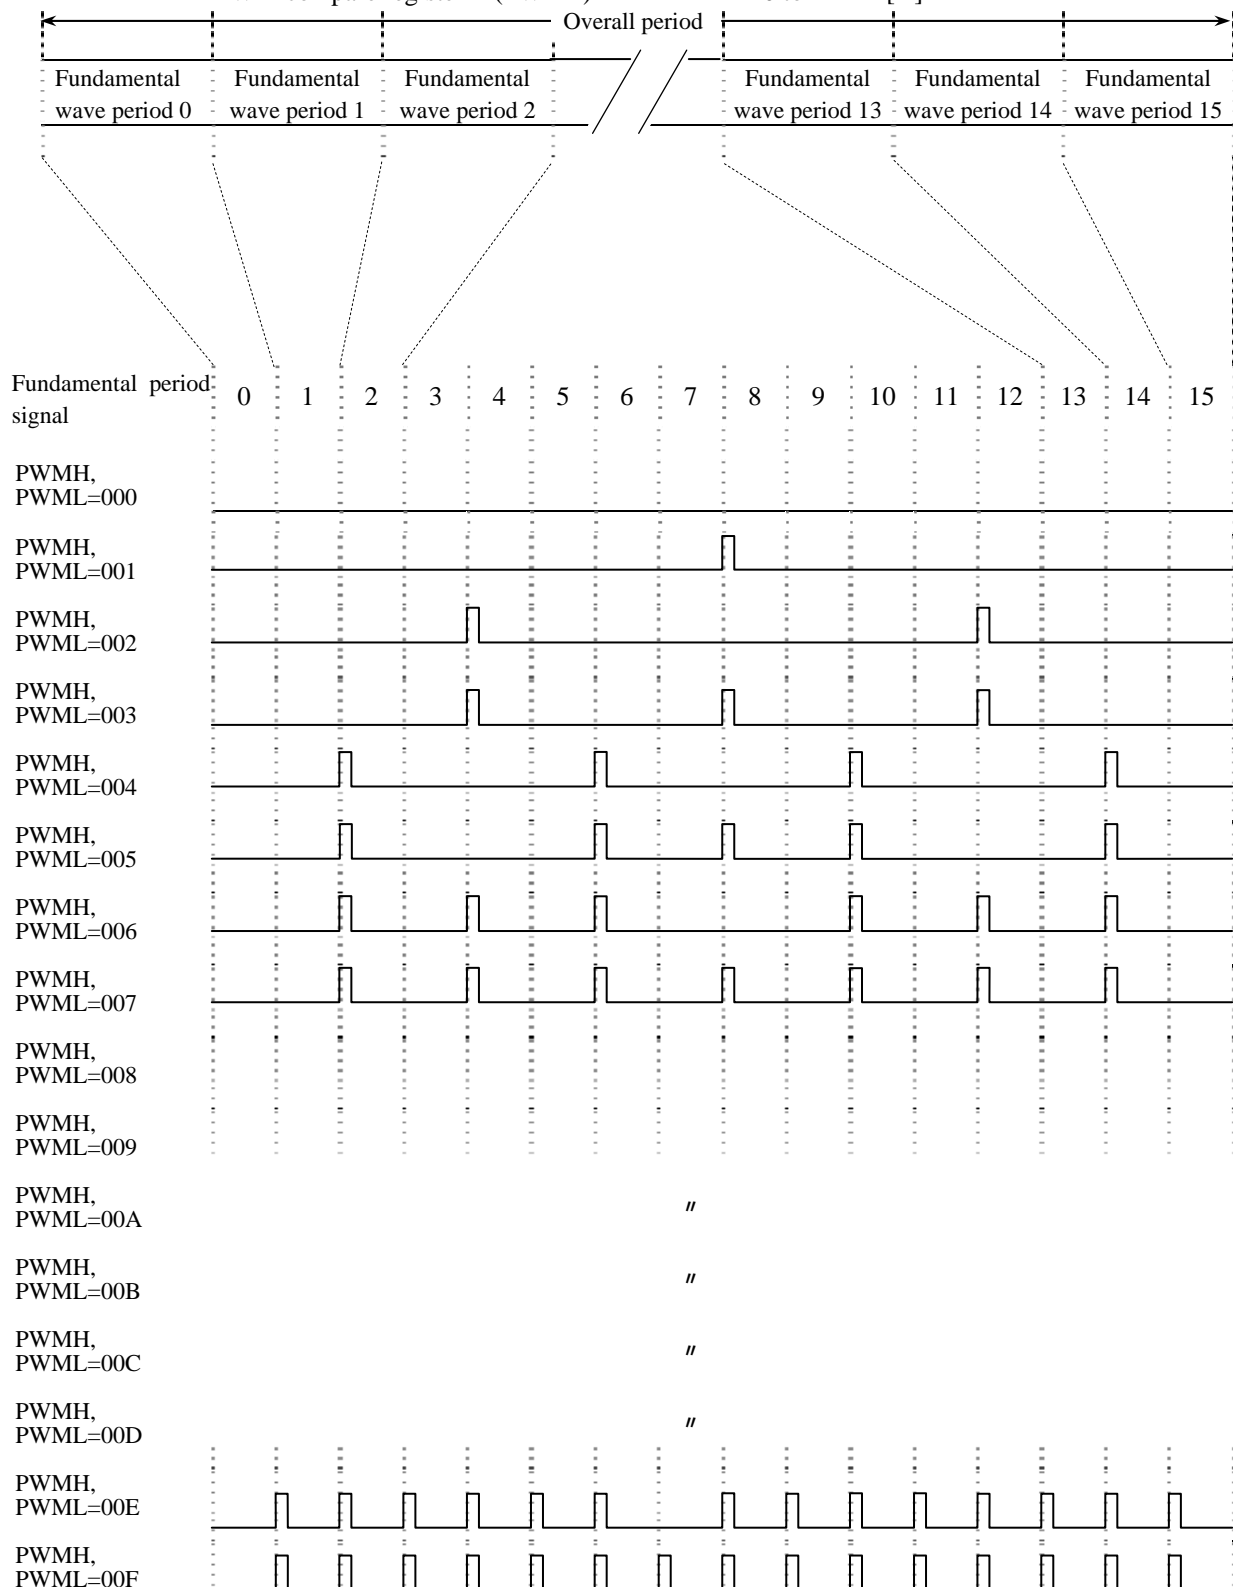 Overall period
Fundamental Fundamental Fundamental Fundamental Fundamental Fundamental
wave period 0 wave period 1 wave period 2 wave period 13 wave period 14 wave period 15
Fundamental period
signal
0 1 2 3 4 5 6 7 8 9 10 11 12 13 14 15
PWMH,
PWML=000
PWMH,
PWML=001
PWMH,
PWML=002
PWMH,
PWML=003
PWMH,
PWML=004
PWMH,
PWML=005
PWMH,
PWML=006
PWMH,
PWML=007
PWMH,
PWML=008
PWMH,
PWML=009
PWMH,
PWML=00A 〃
PWMH,
PWML=00B 〃
PWMH,
PWML=00C 〃
PWMH,
PWML=00D 〃
PWMH,
PWML=00E
PWMH,
PWML=00F